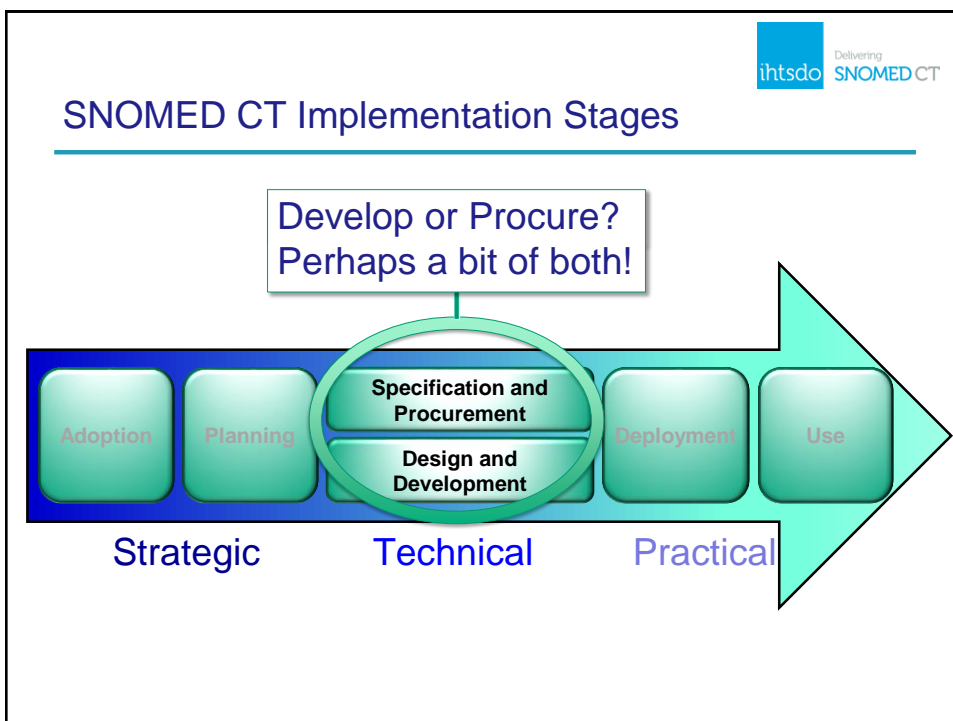 ihtsdo
Delivering
SNOMED CT
SNOMED CT Implementation Stages
Develop or Procure?
Perhaps a bit of both!
Adoption
Planning
Specification and
Procurement
Design and
Development
Deployment
Use
Strategic
Technical
Practical